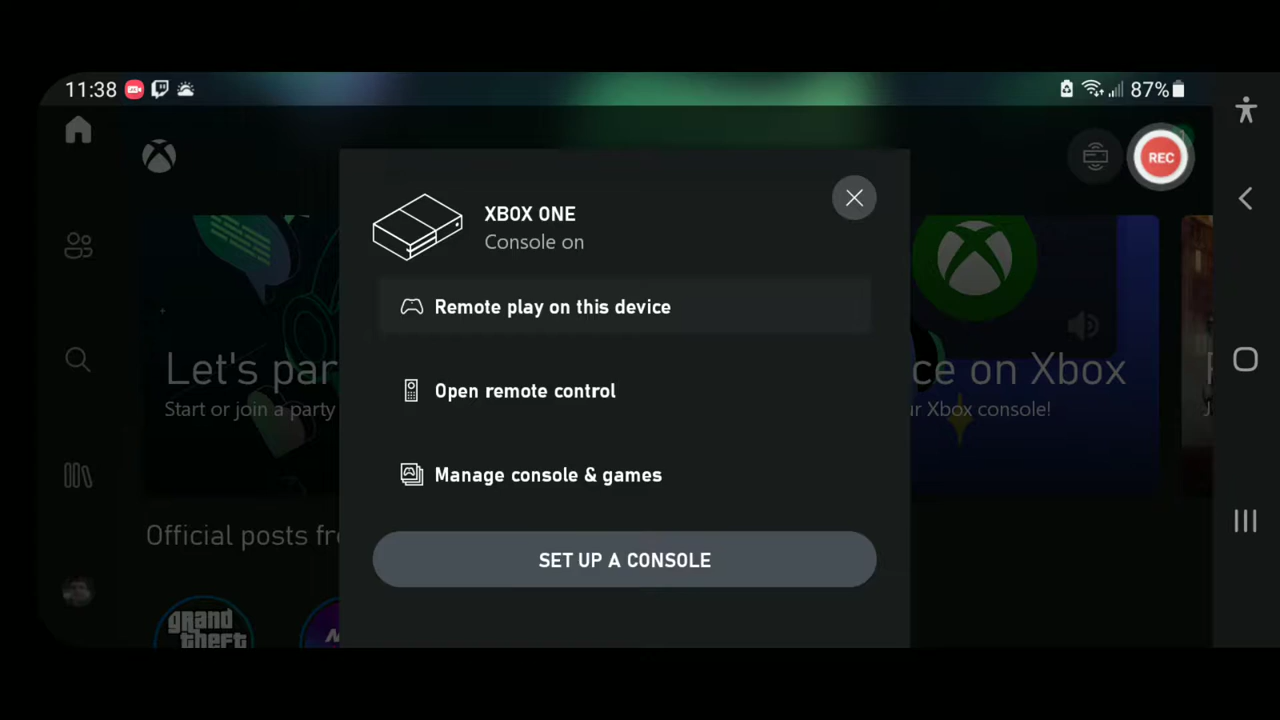 11:38
87%
REC
XBOX ONE
Console on
Remote play on this device
Let's par
ce on Xbox
Start or join a party
r Xbox console!
Open remote control
Manage console & games
Official posts fr
SET UP A CONSOLE
grand
theft